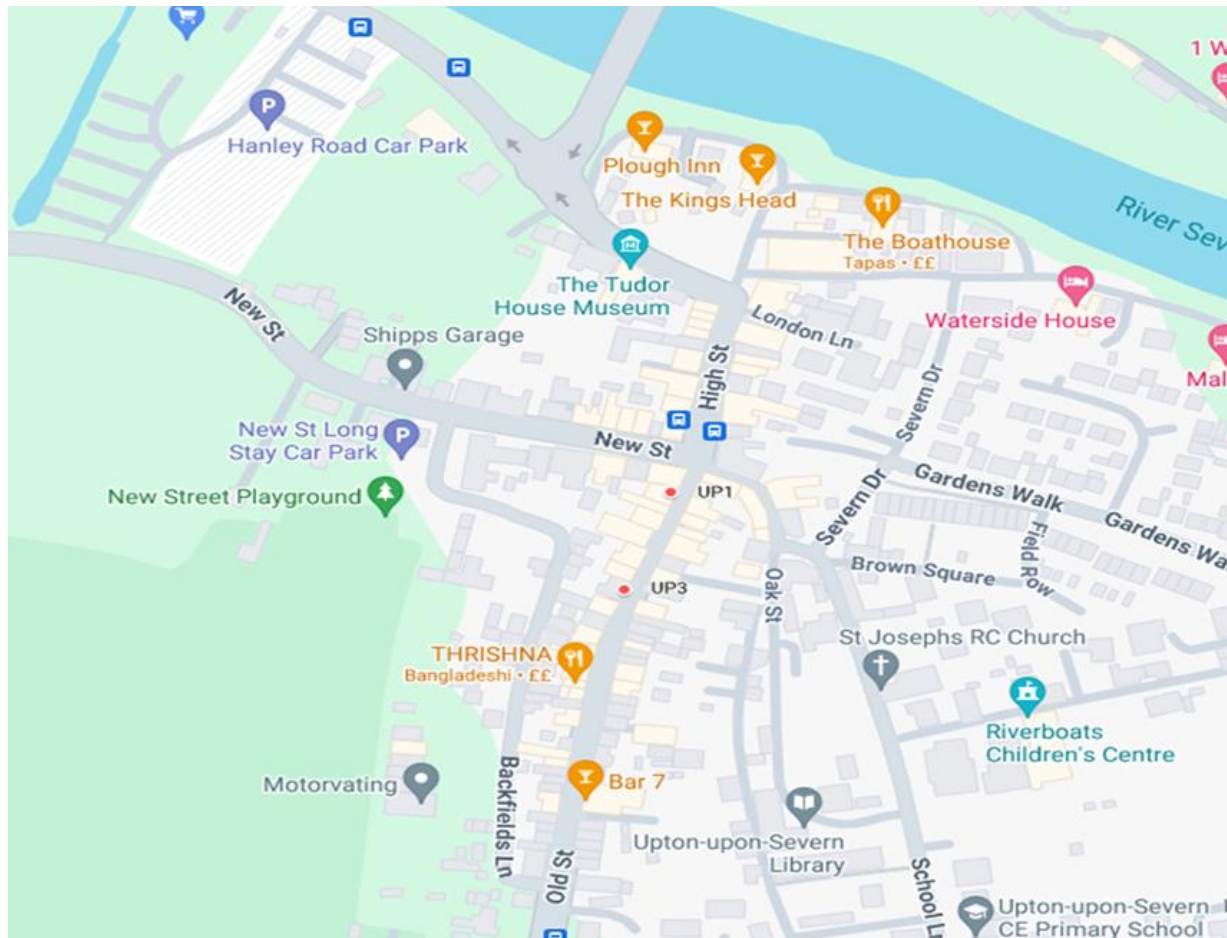 1 W
P
Hanley Road Car Park
Plough Inn
The Kings Head
River Sev
The Boathouse
Tapas • ££
The Tudor
House Museum
Waterside House
London Ln
New St
Shipps Garage
High St
Severn Dr
Mal
New St Long
Stay Car Park
P
New St
Gardens Walk
New Street Playground
UP1
Severn Dr
Gardens Wa
Field Row
Brown Square
Oak St
UP3
St Josephs RC Church
THRISHNA
Bangladeshi • ££
Riverboats
Children's Centre
Motorvating
Backfields Ln
Bar 7
Upton-upon-Severn
Library
Old St
School Ln
Upton-upon-Severn
CE Primary School